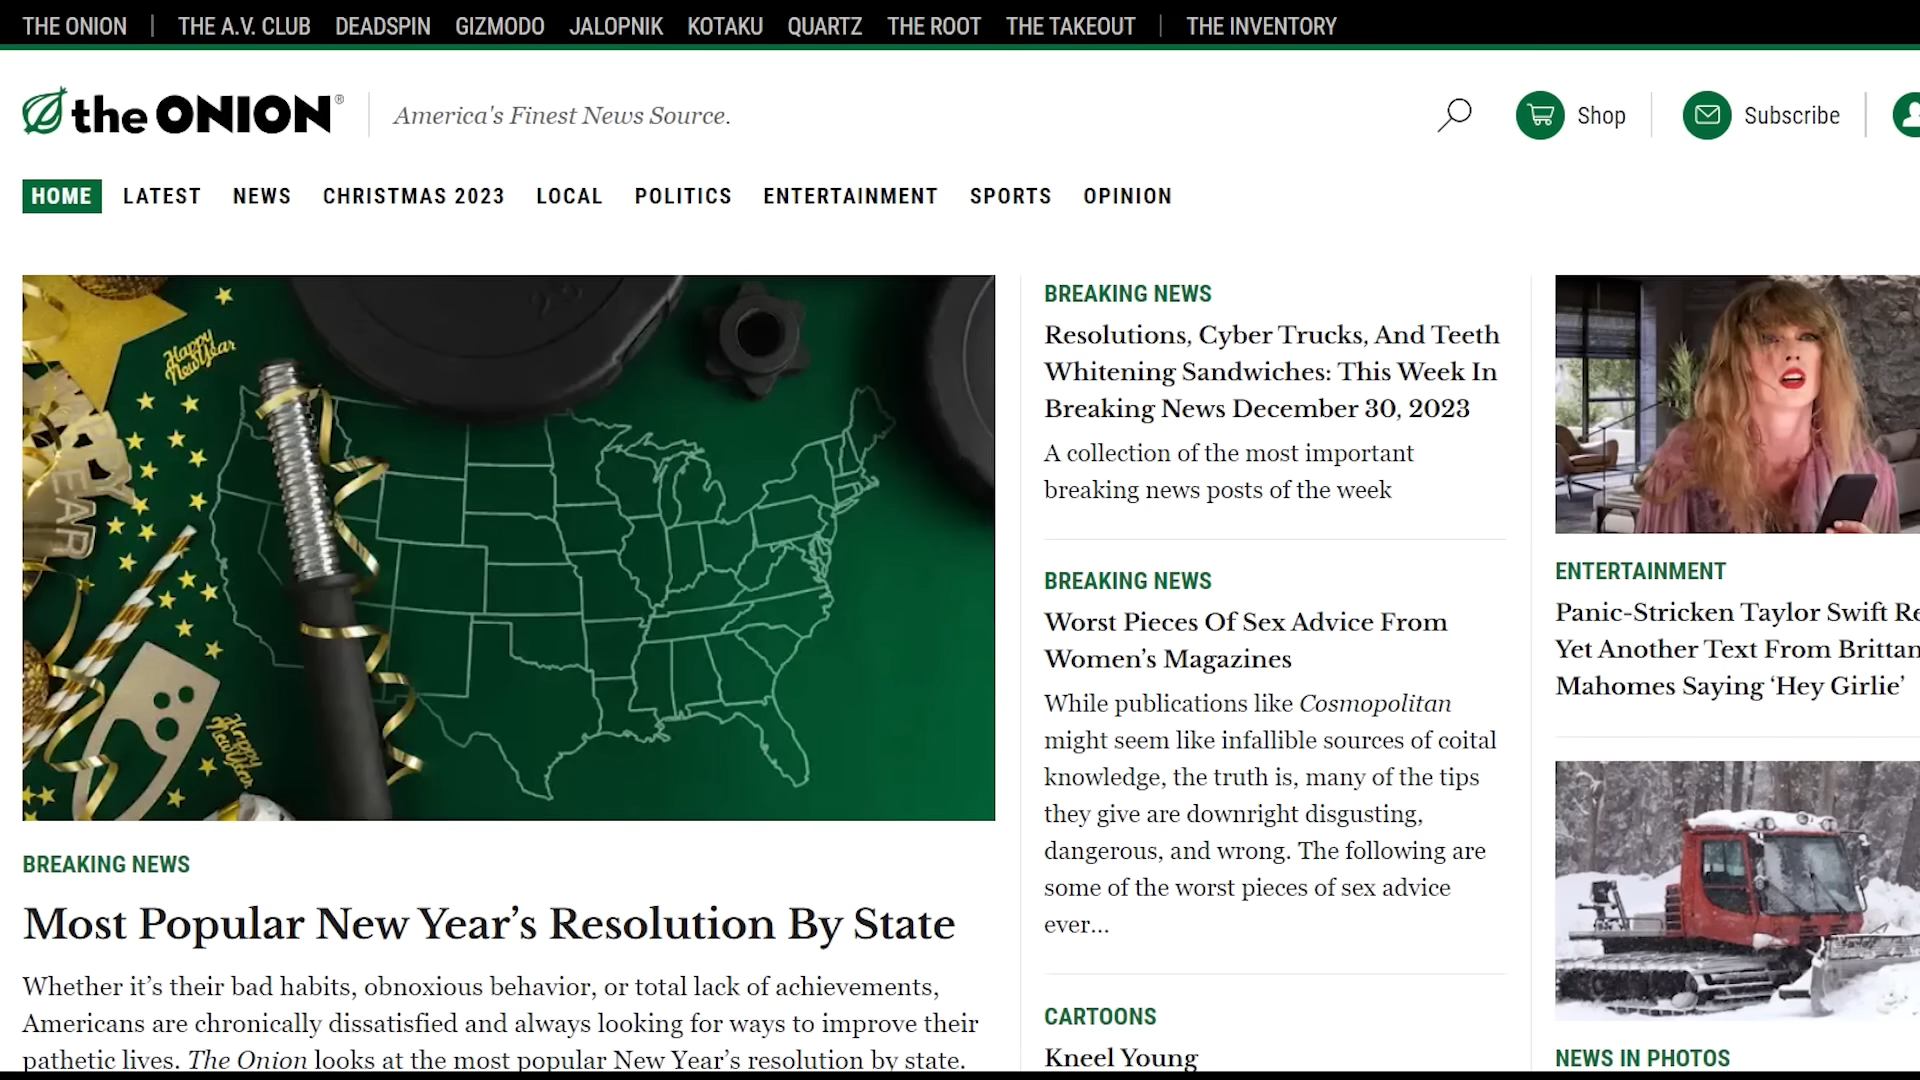 THE ONION | THE A.V. CLUB DEADSPIN GIZMODO JALOPNIK KOTAKU QUARTZ THE ROOT THE TAKEOUT | THE INVENTORY
the ONION® America's Finest News Source. Shop Subscribe
HOME LATEST NEWS CHRISTMAS 2023 LOCAL POLITICS ENTERTAINMENT SPORTS OPINION
Happy
New Year
YEAR
Happy
New Year
BREAKING NEWS
Most Popular New Year’s Resolution By State
Whether it’s their bad habits, obnoxious behavior, or total lack of achievements,
Americans are chronically dissatisfied and always looking for ways to improve their
pathetic lives. The Onion looks at the most popular New Year’s resolution by state.
BREAKING NEWS
Resolutions, Cyber Trucks, And Teeth
Whitening Sandwiches: This Week In
Breaking News December 30, 2023
A collection of the most important
breaking news posts of the week
BREAKING NEWS
Worst Pieces Of Sex Advice From
Women’s Magazines
While publications like Cosmopolitan
might seem like infallible sources of coital
knowledge, the truth is, many of the tips
they give are downright disgusting,
dangerous, and wrong. The following are
some of the worst pieces of sex advice
ever...
CARTOONS
Kneel Young
ENTERTAINMENT
Panic-Stricken Taylor Swift Re
Yet Another Text From Brittan
Mahomes Saying ‘Hey Girlie’
NEWS IN PHOTOS